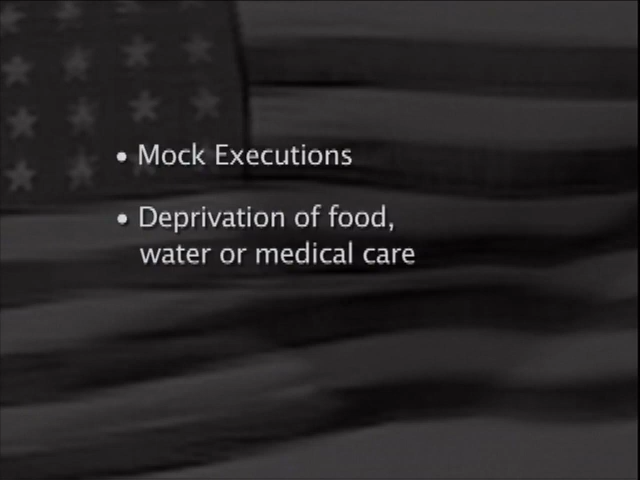 • Mock Executions
• Deprivation of food,
water or medical care